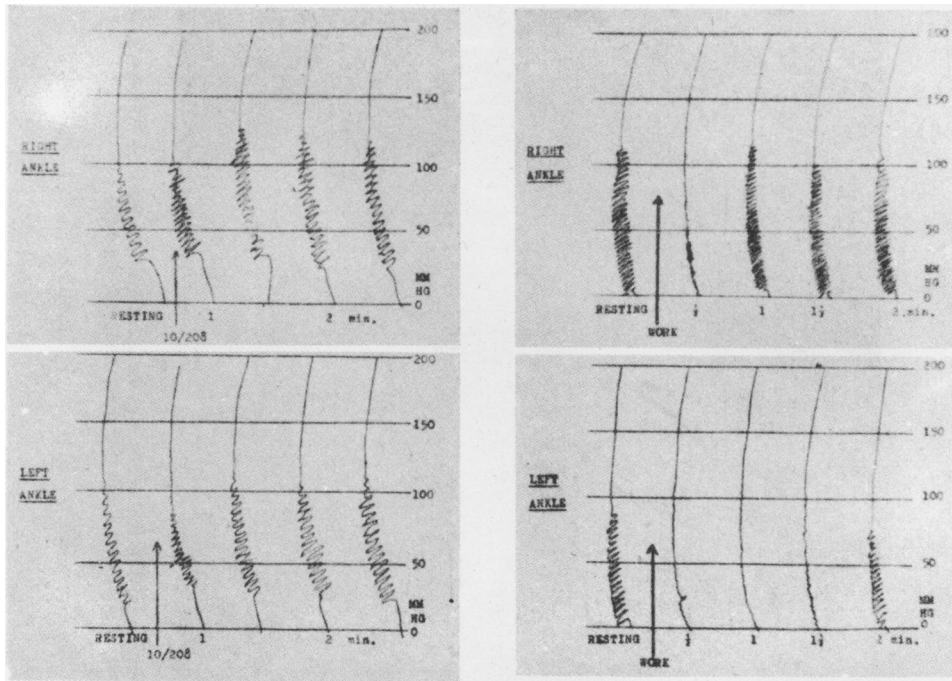 200
150
RIGHT
ANKLE
100
50
MM
HG
0
RESTING 1 2 min.
10/208
200
150
LEFT
ANKLE
100
50
MM
HG
0
RESTING 1 2 min.
10/208
200
150
RIGHT
ANKLE
100
50
MM
HG
0
RESTING ½ 1 1½ 2.min.
WORK
200
150
LEFT
ANKLE
100
50
MM
HG
0
RESTING ½ 1 1½ 2 min.
WORK